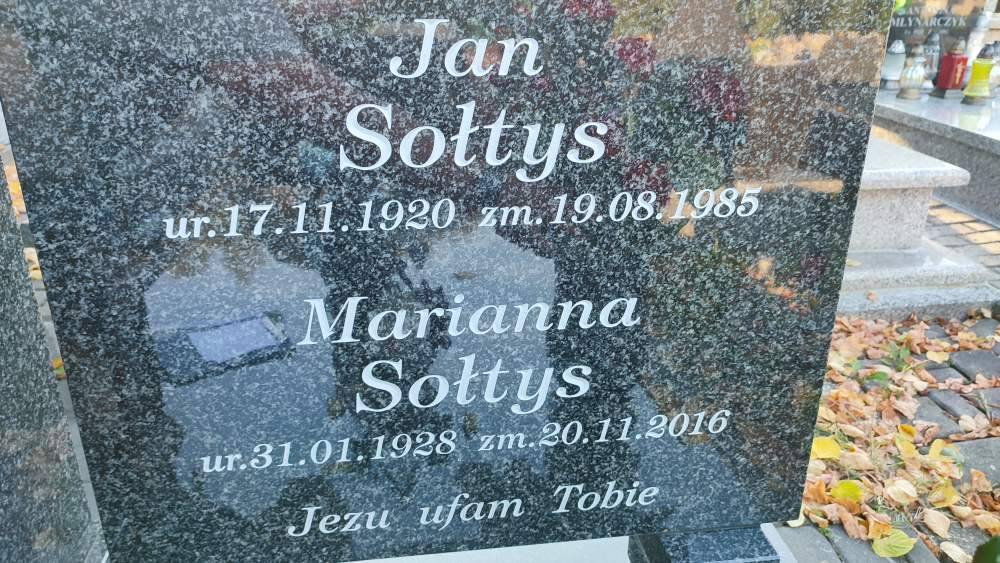 MŁYNARCZYK
Jan
Sołtys
ur.17.11.1920 zm.19.08.1985
Marianna
Sołtys
ur.31.01.1928 zm.20.11.2016
Jezu ufam Tobie